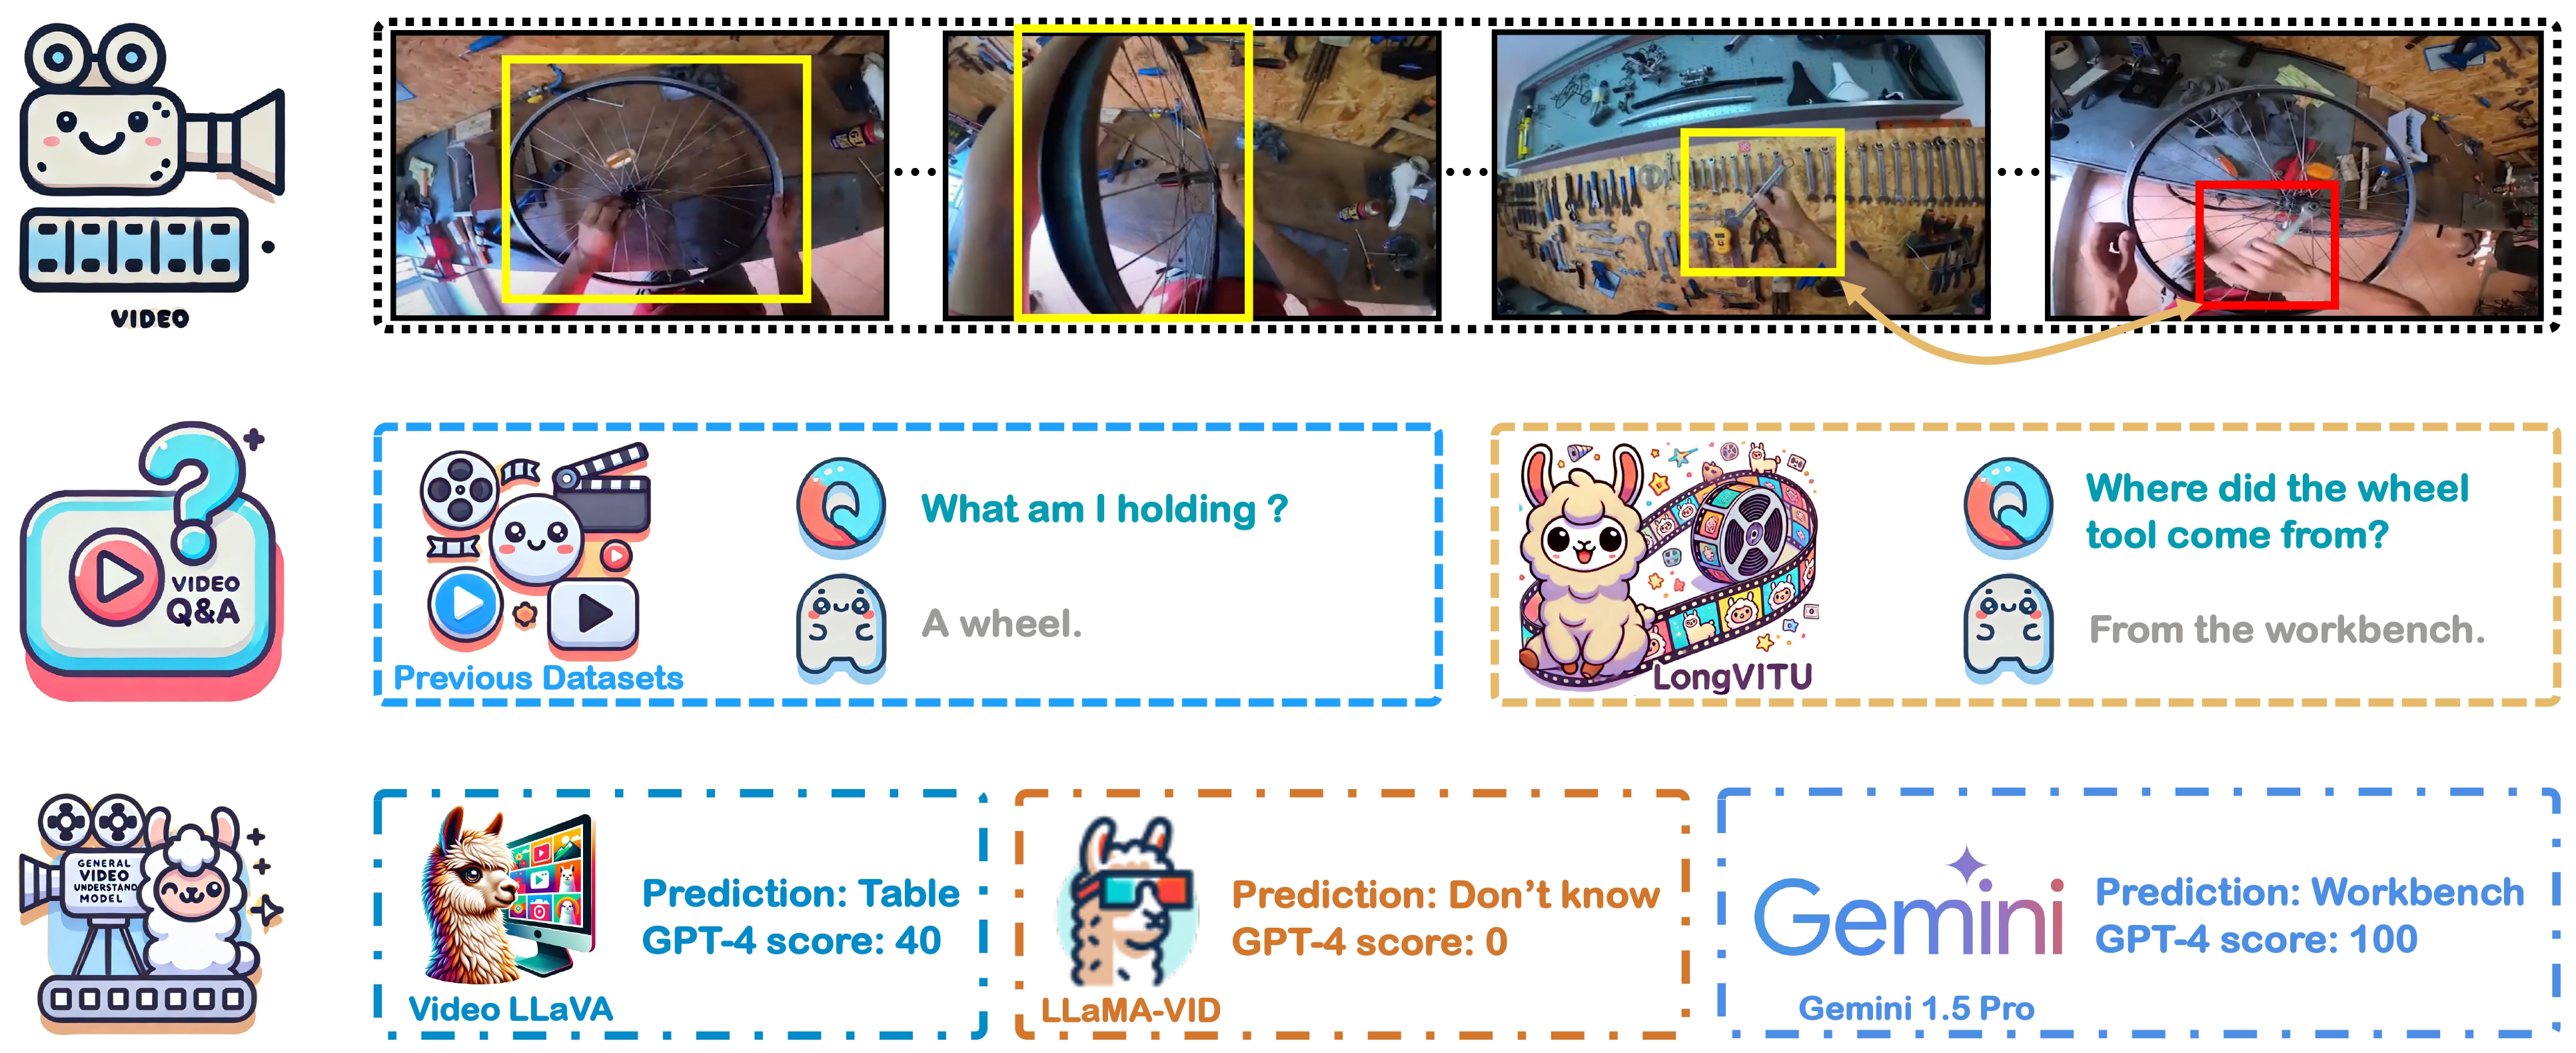 VIDEO
VIDEO
Q&A
Previous Datasets
Q
What am I holding ?
A wheel.
LongVITU
Q
Where did the wheel
tool come from?
From the workbench.
GENERAL
VIDEO
UNDERSTAND
MODEL
Video LLaVA
Prediction: Table
GPT-4 score: 40
LLaMA-VID
Prediction: Don’t know
GPT-4 score: 0
Gemini
Gemini 1.5 Pro
Prediction: Workbench
GPT-4 score: 100